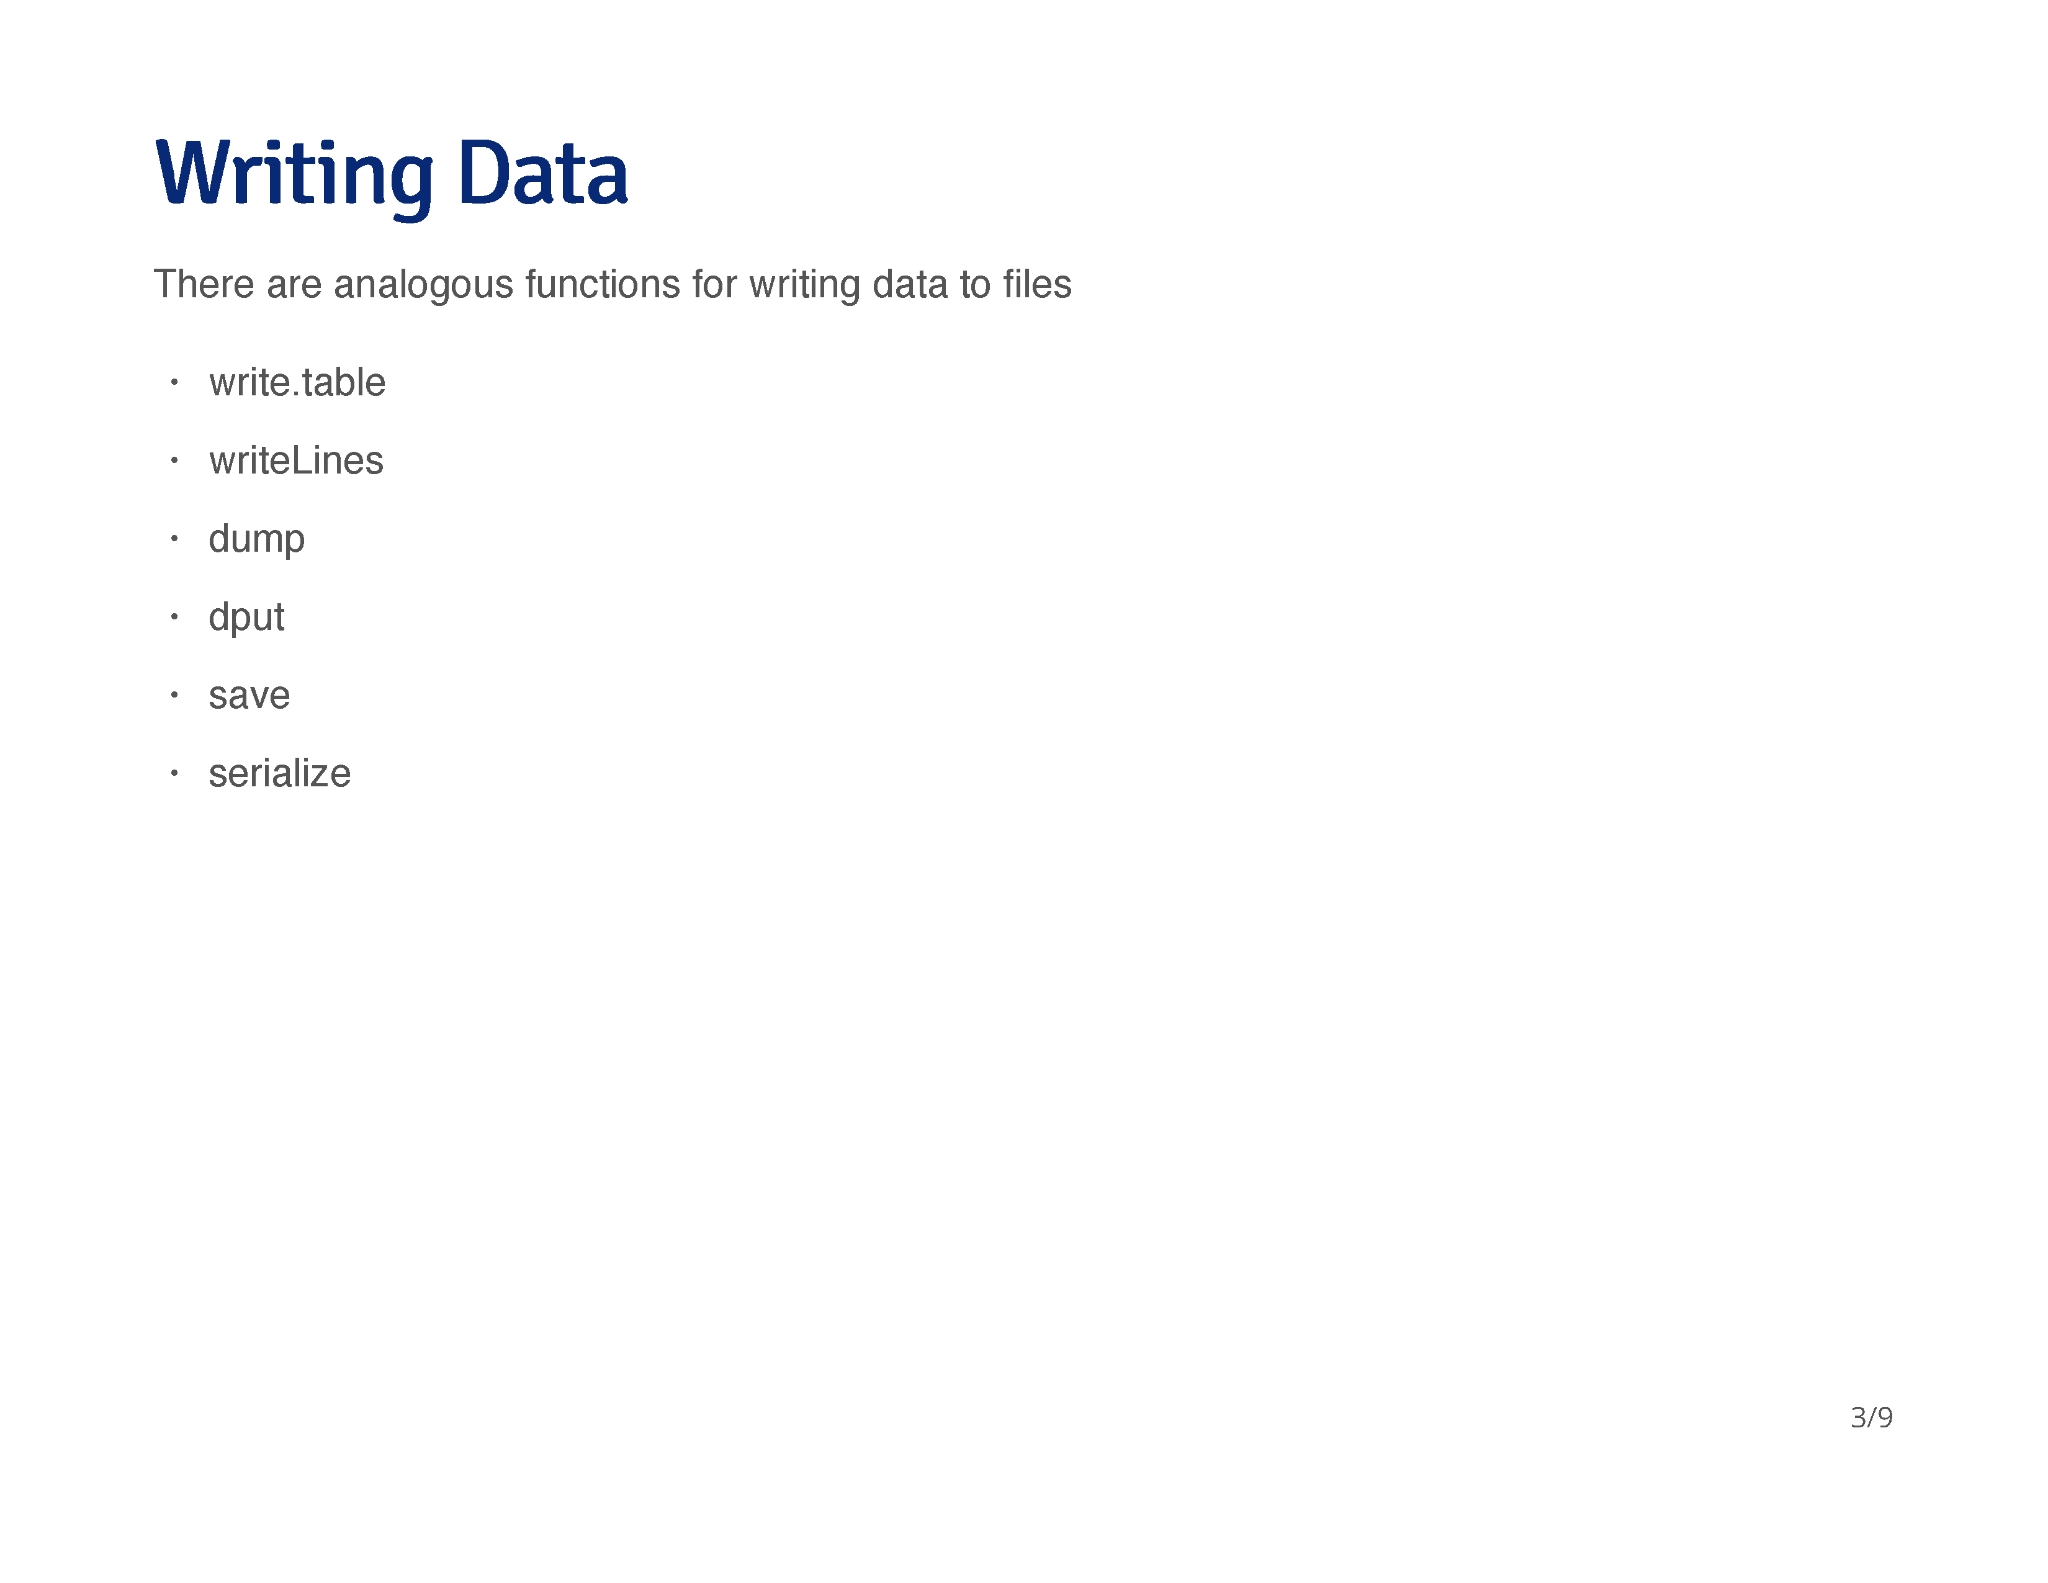 Writing Data
There are analogous functions for writing data to files
· write.table
· writeLines
· dump
· dput
· save
· serialize
3/9